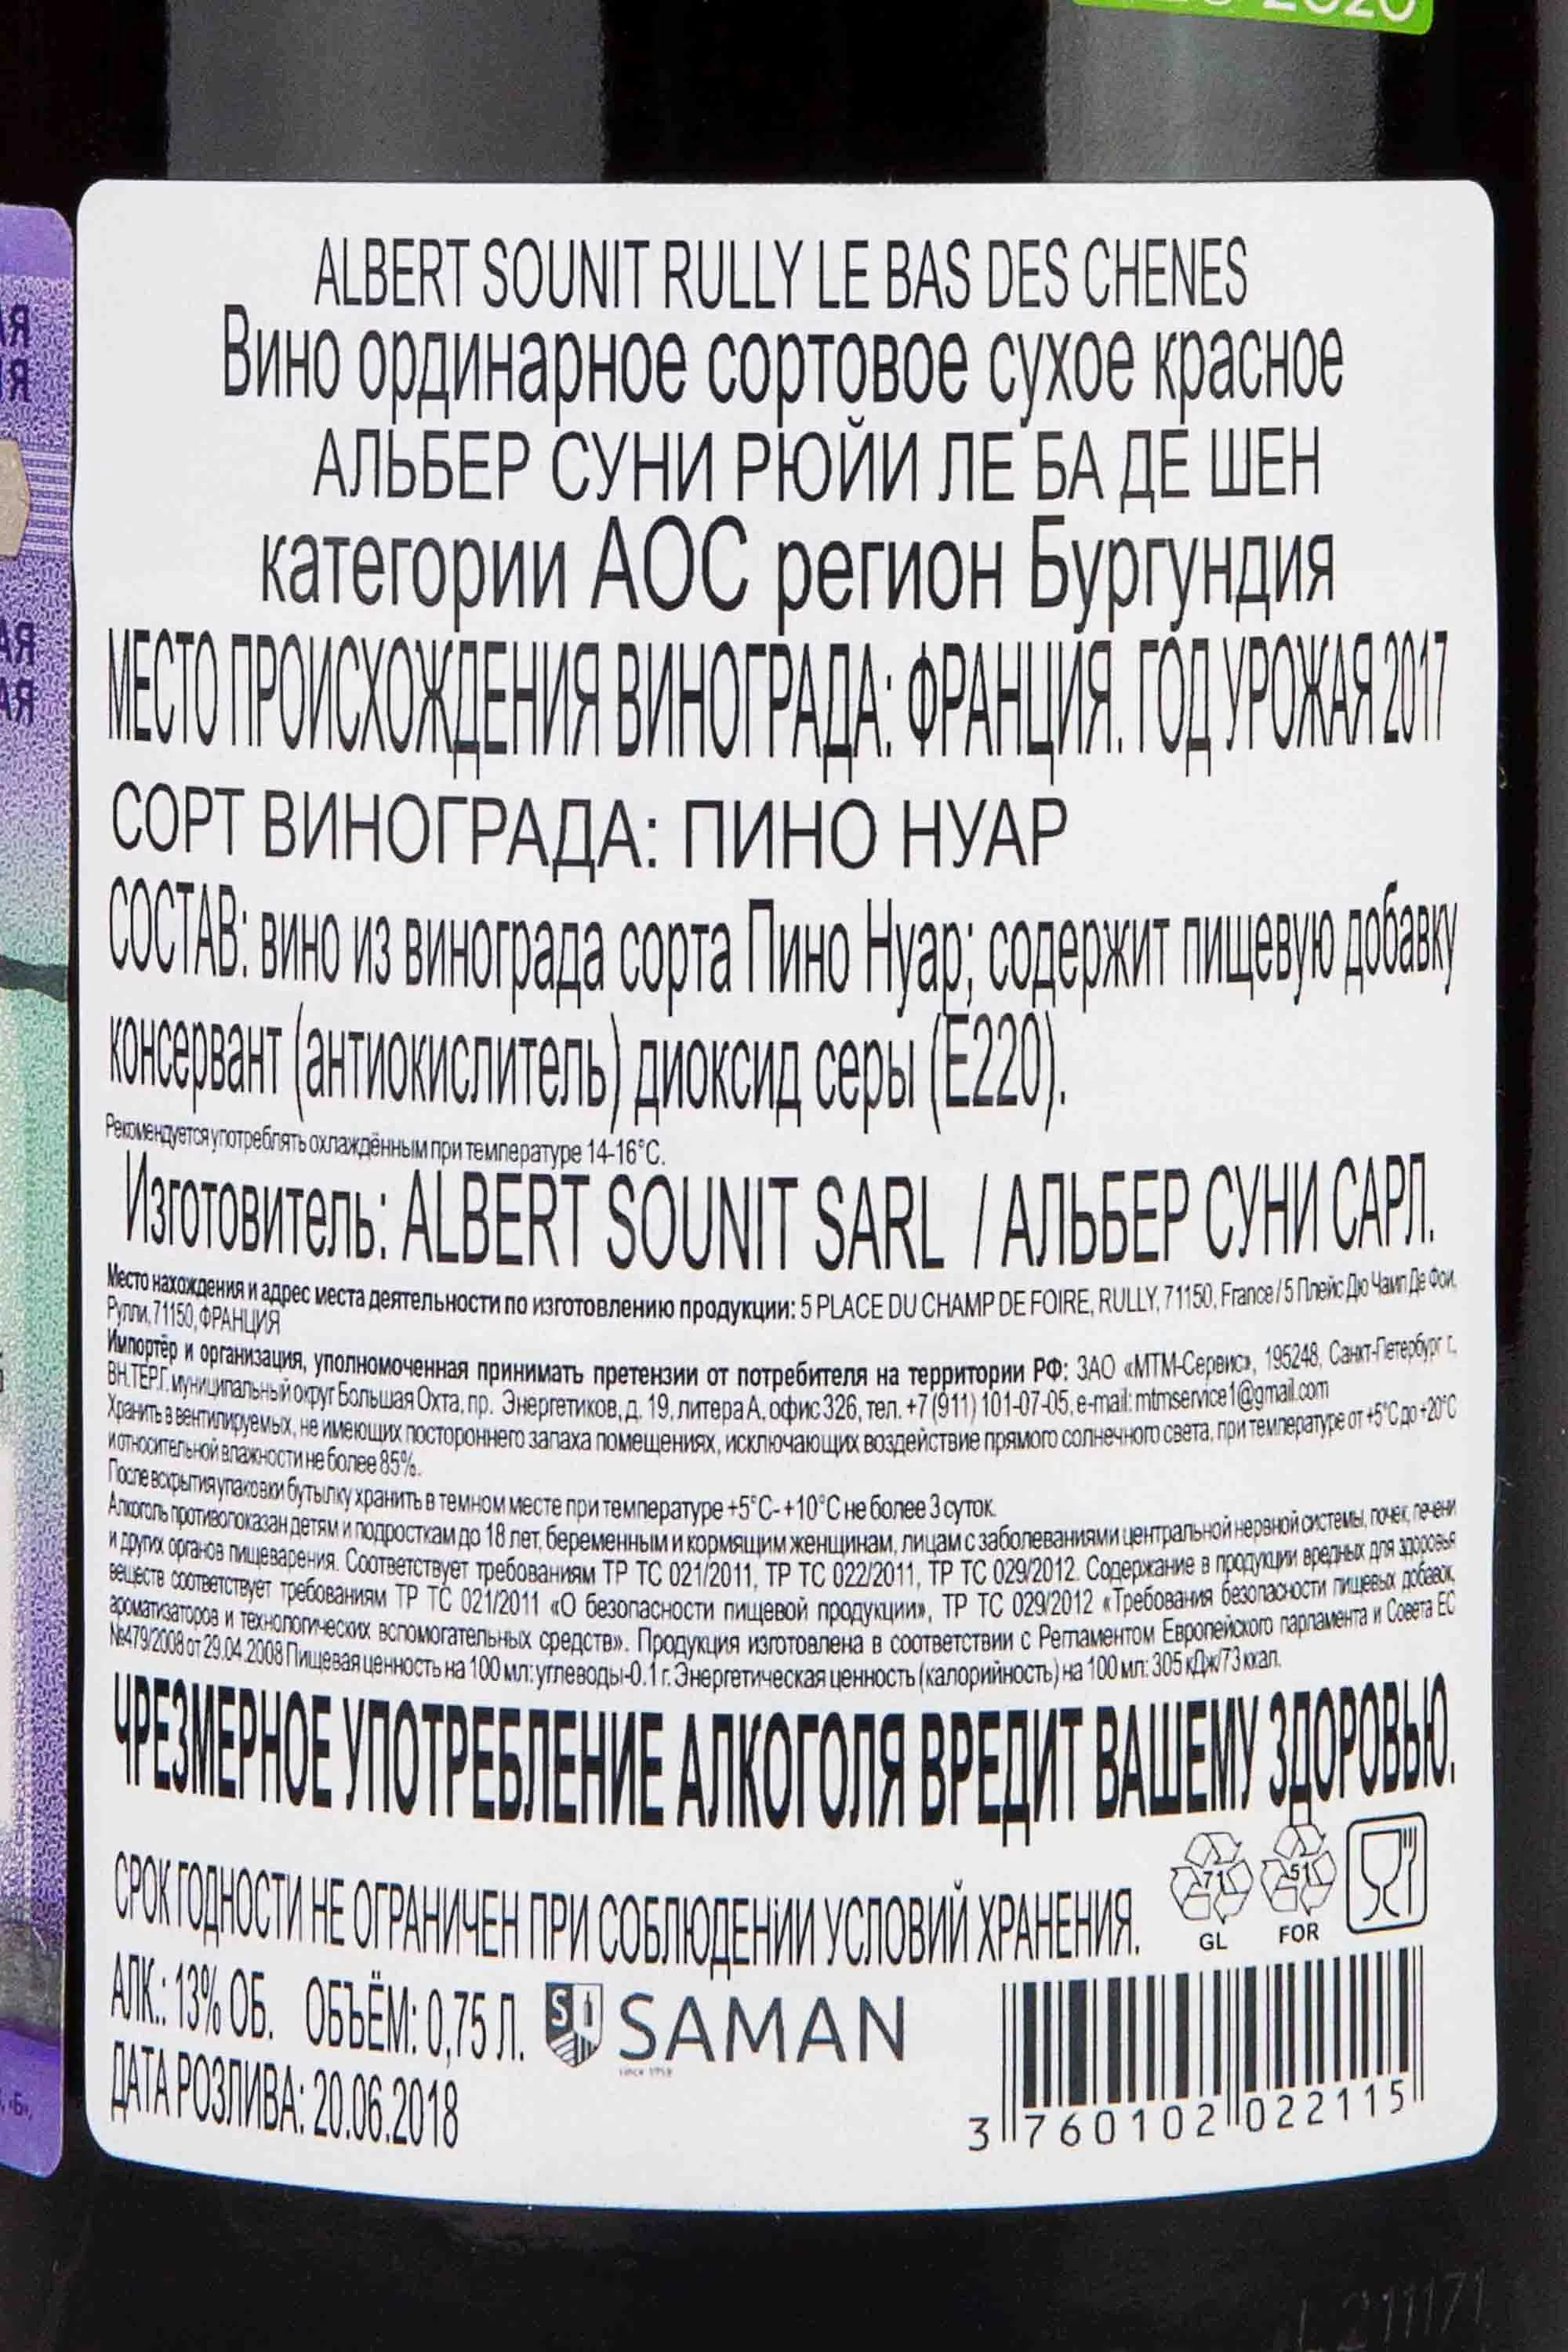 2020
ALBERT SOUNIT RULLY LE BAS DES CHENES
Вино ординарное сортовое сухое красное
АЛЬБЕР СУНИ РЮЙИ ЛЕ БА ДЕ ШЕН
категории АОС регион Бургундия
МЕСТО ПРОИСХОЖДЕНИЯ ВИНОГРАДА: ФРАНЦИЯ. ГОД УРОЖАЯ 2017
СОРТ ВИНОГРАДА: ПИНО НУАР
СОСТАВ: вино из винограда сорта Пино Нуар; содержит пищевую добавку
консервант (антиокислитель) диоксид серы (Е220).
Рекомендуется употреблять охлаждённым при температуре 14-16°С.
Изготовитель: ALBERT SOUNIT SARL / АЛЬБЕР СУНИ САРЛ.
Место нахождения и адрес места деятельности по изготовлению продукции: 5 PLACE DU CHAMP DE FOIRE, RULLY, 71150, France / 5 Плейс Дю Чамп Де Фои,
Рулли, 71150, ФРАНЦИЯ
Импортёр и организация, уполномоченная принимать претензии от потребителя на территории РФ: ЗАО «МТМ-Сервис», 195248, Санкт-Петербург г.,
ВН.ТЕР.Г. муниципальный округ Большая Охта, пр. Энергетиков, д. 19, литера А, офис 326, тел. +7 (911) 101-07-05, e-mail: mtmservice1@gmail.com
Хранить в вентилируемых, не имеющих постороннего запаха помещениях, исключающих воздействие прямого солнечного света, при температуре от +5°С до +20°С
и относительной влажности не более 85%.
После вскрытия упаковки бутылку хранить в темном месте при температуре +5°С- +10°С не более 3 суток.
Алкоголь противопоказан детям и подросткам до 18 лет, беременным и кормящим женщинам, лицам с заболеваниями центральной нервной системы, почек, печени
и других органов пищеварения. Соответствует требованиям ТР ТС 021/2011, ТР ТС 022/2011, ТР ТС 029/2012. Содержание в продукции вредных для здоровья
веществ соответствует требованиям ТР ТС 021/2011 «О безопасности пищевой продукции», ТР ТС 029/2012 «Требования безопасности пищевых добавок,
ароматизаторов и технологических вспомогательных средств». Продукция изготовлена в соответствии с Регламентом Европейского парламента и Совета ЕС
№479/2008 от 29.04.2008 Пищевая ценность на 100 мл: углеводы-0.1 г. Энергетическая ценность (калорийность) на 100 мл: 305 кДж/73 ккал.
ЧРЕЗМЕРНОЕ УПОТРЕБЛЕНИЕ АЛКОГОЛЯ ВРЕДИТ ВАШЕМУ ЗДОРОВЬЮ.
СРОК ГОДНОСТИ НЕ ОГРАНИЧЕН ПРИ СОБЛЮДЕНИИ УСЛОВИЙ ХРАНЕНИЯ.
71
GL
51
FOR
АЛК.: 13% ОБ. ОБЪЁМ: 0,75 Л.
SAMAN
ДАТА РОЗЛИВА: 20.06.2018
3 760102 022115